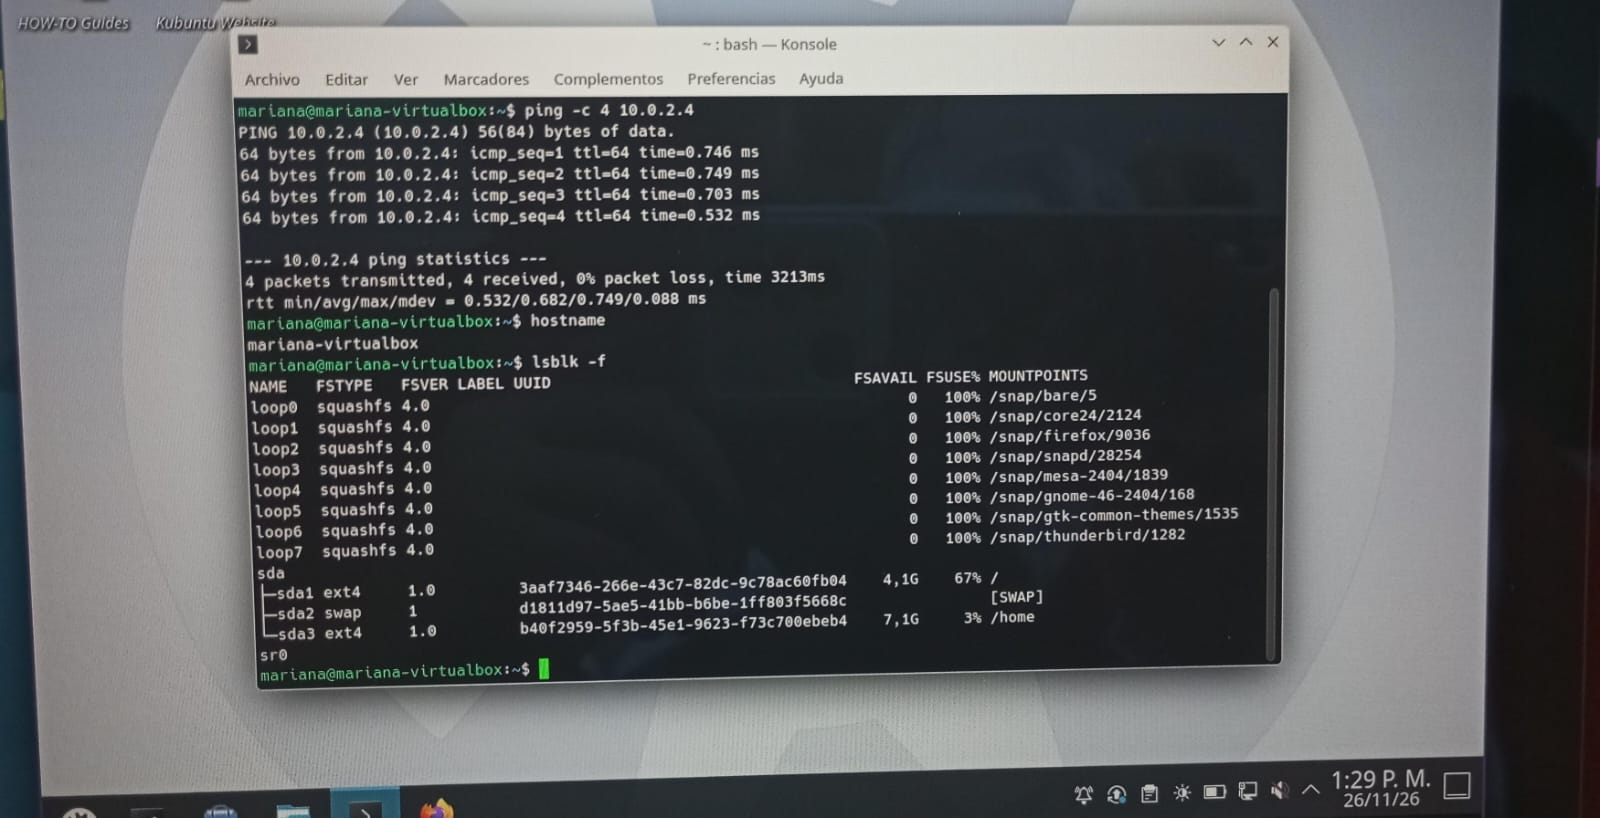 HOW-TO Guides
Kubuntu Website
~ : bash — Konsole
Archivo Editar Ver Marcadores Complementos Preferencias Ayuda
mariana@mariana-virtualbox:~$ ping -c 4 10.0.2.4
PING 10.0.2.4 (10.0.2.4) 56(84) bytes of data.
64 bytes from 10.0.2.4: icmp_seq=1 ttl=64 time=0.746 ms
64 bytes from 10.0.2.4: icmp_seq=2 ttl=64 time=0.749 ms
64 bytes from 10.0.2.4: icmp_seq=3 ttl=64 time=0.703 ms
64 bytes from 10.0.2.4: icmp_seq=4 ttl=64 time=0.532 ms
--- 10.0.2.4 ping statistics ---
4 packets transmitted, 4 received, 0% packet loss, time 3213ms
rtt min/avg/max/mdev = 0.532/0.682/0.749/0.088 ms
mariana@mariana-virtualbox:~$ hostname
mariana-virtualbox
mariana@mariana-virtualbox:~$ lsblk -f
NAME FSTYPE FSVER LABEL UUID FSAVAIL FSUSE% MOUNTPOINTS
loop0 squashfs 4.0 0 100% /snap/bare/5
loop1 squashfs 4.0 0 100% /snap/core24/2124
loop2 squashfs 4.0 0 100% /snap/firefox/9036
loop3 squashfs 4.0 0 100% /snap/snapd/28254
loop4 squashfs 4.0 0 100% /snap/mesa-2404/1839
loop5 squashfs 4.0 0 100% /snap/gnome-46-2404/168
loop6 squashfs 4.0 0 100% /snap/gtk-common-themes/1535
loop7 squashfs 4.0 0 100% /snap/thunderbird/1282
sda
├─sda1 ext4 1.0 3aaf7346-266e-43c7-82dc-9c78ac60fb04 4,1G 67% /
├─sda2 swap 1 d1811d97-5ae5-41bb-b6be-1ff803f5668c [SWAP]
└─sda3 ext4 1.0 b40f2959-5f3b-45e1-9623-f73c700ebeb4 7,1G 3% /home
sr0
mariana@mariana-virtualbox:~$
1:29 P. M.
26/11/26